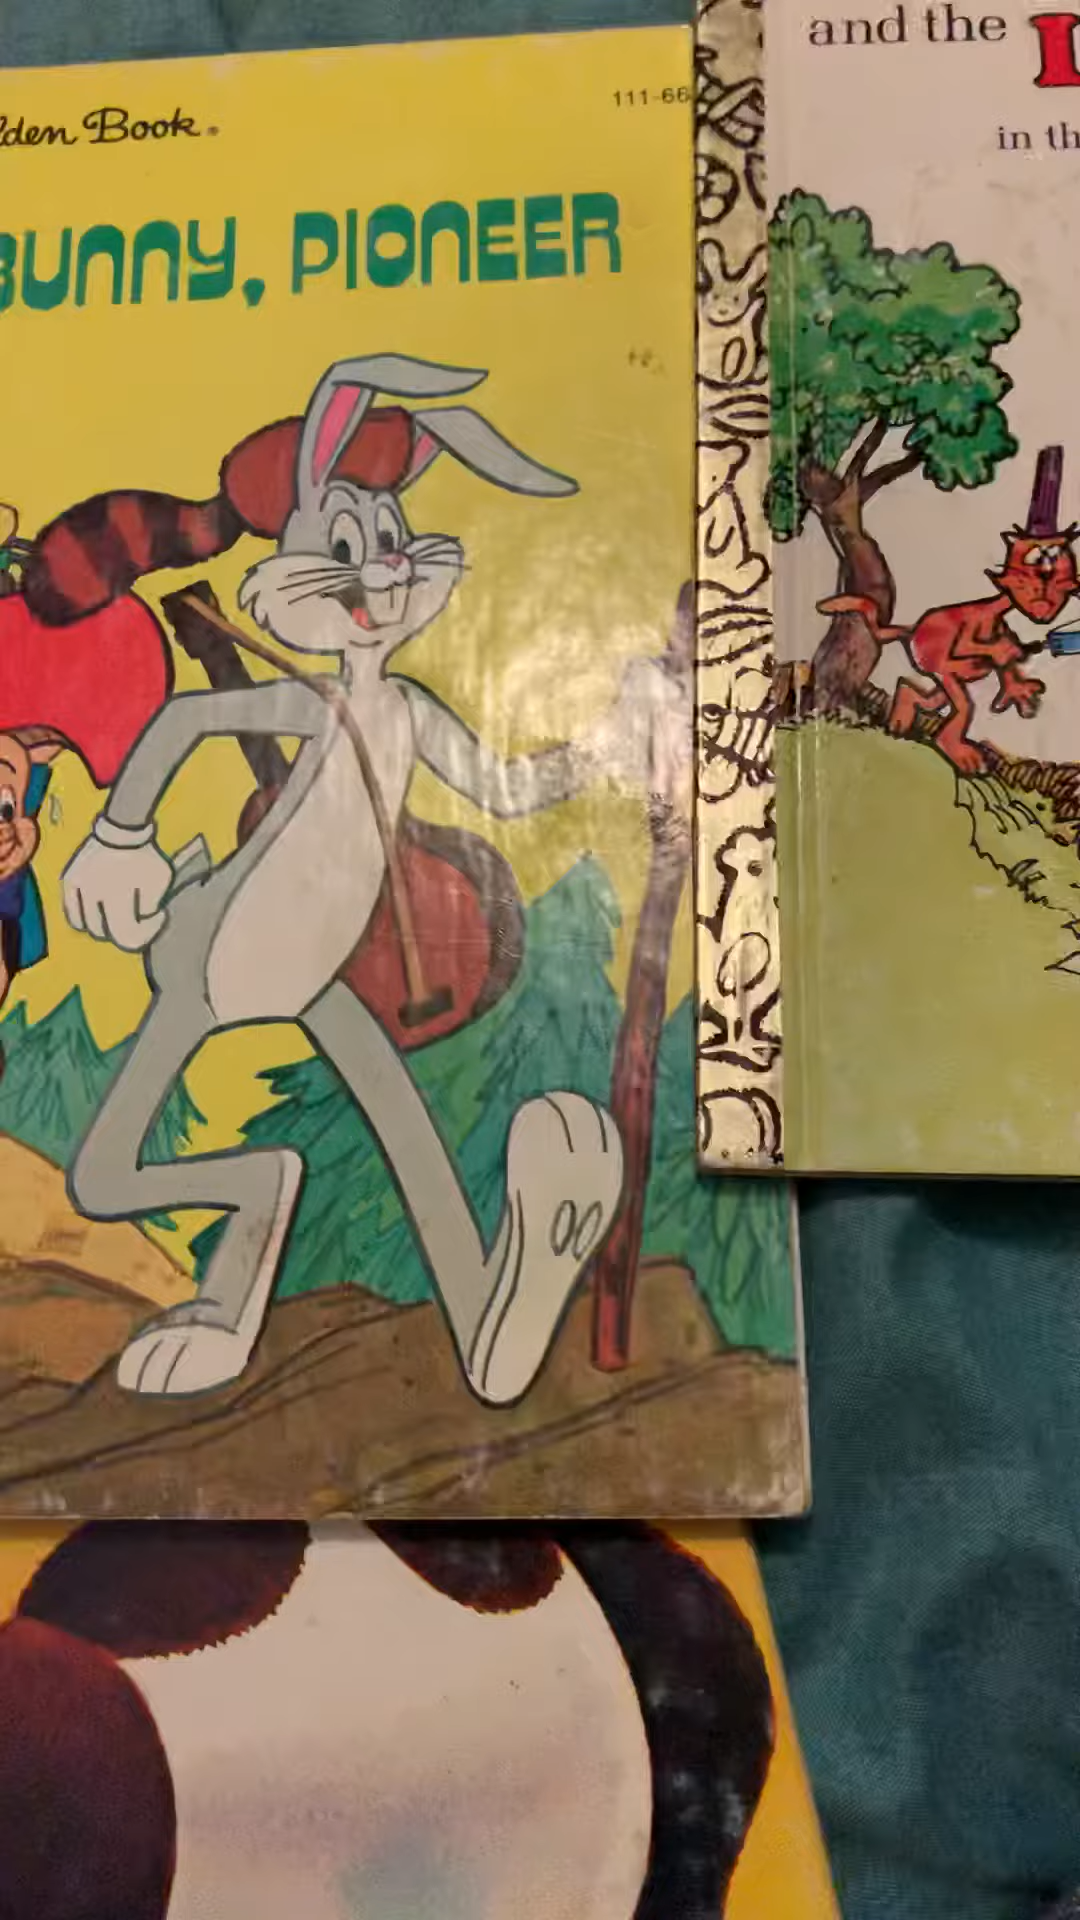 lden Book®
111-66
BUNNY, PIONEER
and the
in th